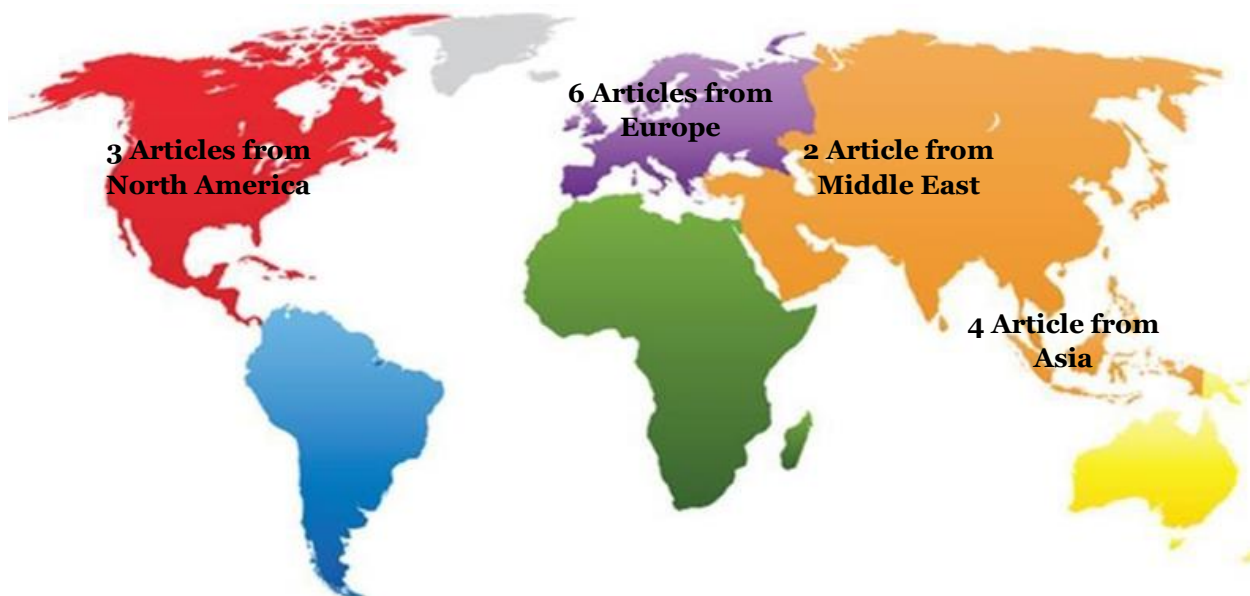 3 Articles from
North America
6 Articles from
Europe
2 Article from
Middle East
4 Article from
Asia